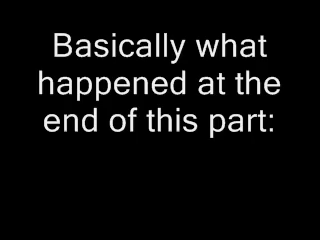 Basically what
happened at the
end of this part: